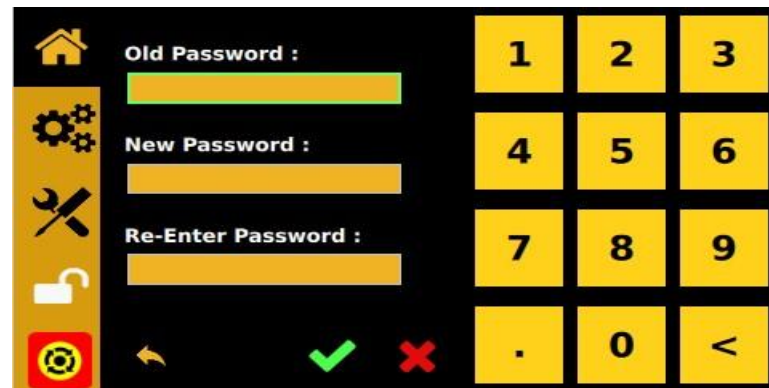 Old Password :
New Password :
Re-Enter Password :
1 2 3
4 5 6
7 8 9
. 0 <